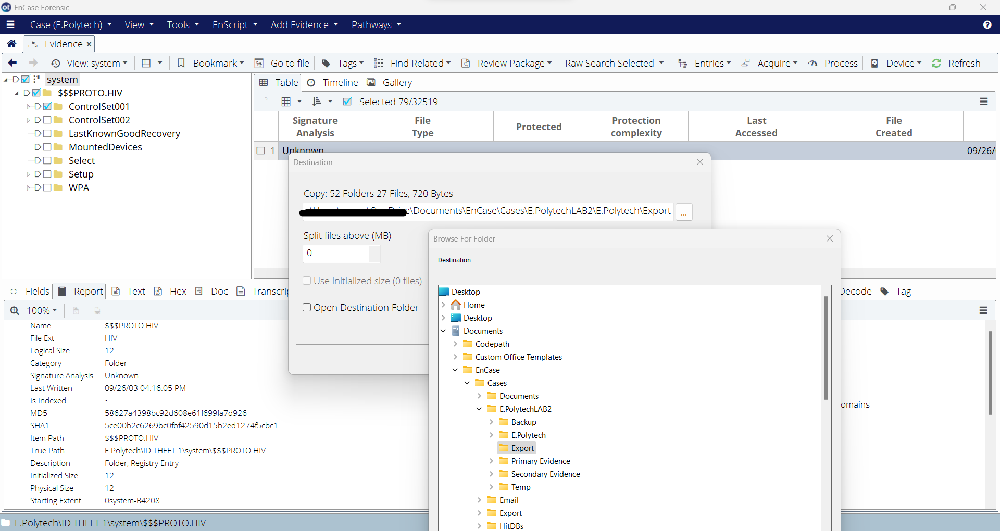 EnCase Forensic
Case (E.Polytech) View Tools EnScript Add Evidence Pathways
Evidence
View: system Bookmark Go to file Tags Find Related Review Package Raw Search Selected Entries Acquire Process Device Refresh
system
$$$PROTO.HIV
ControlSet001
ControlSet002
LastKnownGoodRecovery
MountedDevices
Select
Setup
WPA
Table Timeline Gallery
Selected 79/32519
Signature Analysis
File Type
Protected
Protection complexity
Last Accessed
File Created
1 Unknown 09/26/
Destination
Copy: 52 Folders 27 Files, 720 Bytes
\Documents\EnCase\Cases\E.PolytechLAB2\E.Polytech\Export ...
Split files above (MB)
0
Use initialized size (0 files)
Open Destination Folder
Browse For Folder
Destination
Desktop
Home
Desktop
Documents
Codepath
Custom Office Templates
EnCase
Cases
Documents
E.PolytechLAB2
Backup
E.Polytech
Export
Primary Evidence
Secondary Evidence
Temp
Email
Export
HitDBs
Fields Report Text Hex Doc Transcrip Decode Tag
100%
Name $$$PROTO.HIV
File Ext HIV
Logical Size 12
Category Folder
Signature Analysis Unknown
Last Written 09/26/03 04:16:05 PM
Is Indexed •
MD5 58627a4398bc92d608e61f699fa7d926
SHA1 5ce00b2c6269bc0fbf42590d15b2ed1274f5cbc1
Item Path $$$PROTO.HIV
True Path E.Polytech\ID THEFT 1\system\$$$PROTO.HIV
Description Folder, Registry Entry
Initialized Size 12
Physical Size 12
Starting Extent 0system-B4208
omains
E.Polytech\ID THEFT 1\system\$$$PROTO.HIV